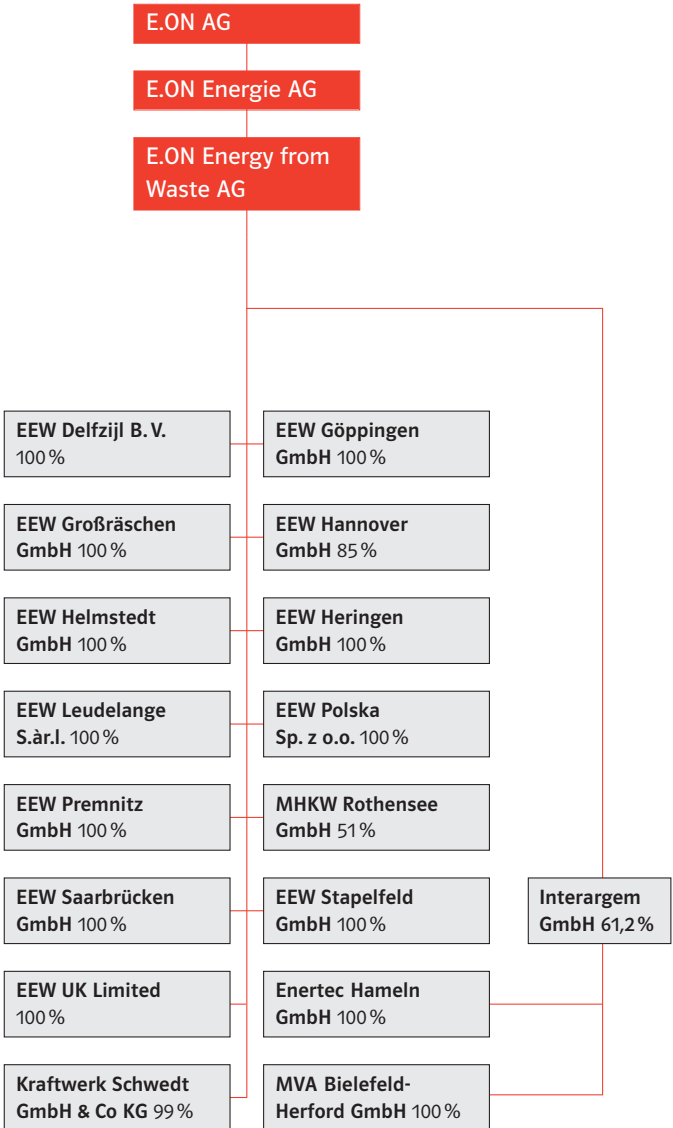 E.ON AG
E.ON Energie AG
E.ON Energy from
Waste AG
EEW Delfzijl B. V.
100 %
EEW Göppingen
GmbH 100 %
EEW Großräschen
GmbH 100 %
EEW Hannover
GmbH 85 %
EEW Helmstedt
GmbH 100 %
EEW Heringen
GmbH 100 %
EEW Leudelange
S.àr.l. 100 %
EEW Polska
Sp. z o.o. 100 %
EEW Premnitz
GmbH 100 %
MHKW Rothensee
GmbH 51 %
EEW Saarbrücken
GmbH 100 %
EEW Stapelfeld
GmbH 100 %
Interargem
GmbH 61,2 %
EEW UK Limited
100 %
Enertec Hameln
GmbH 100 %
Kraftwerk Schwedt
GmbH & Co KG 99 %
MVA Bielefeld-
Herford GmbH 100 %